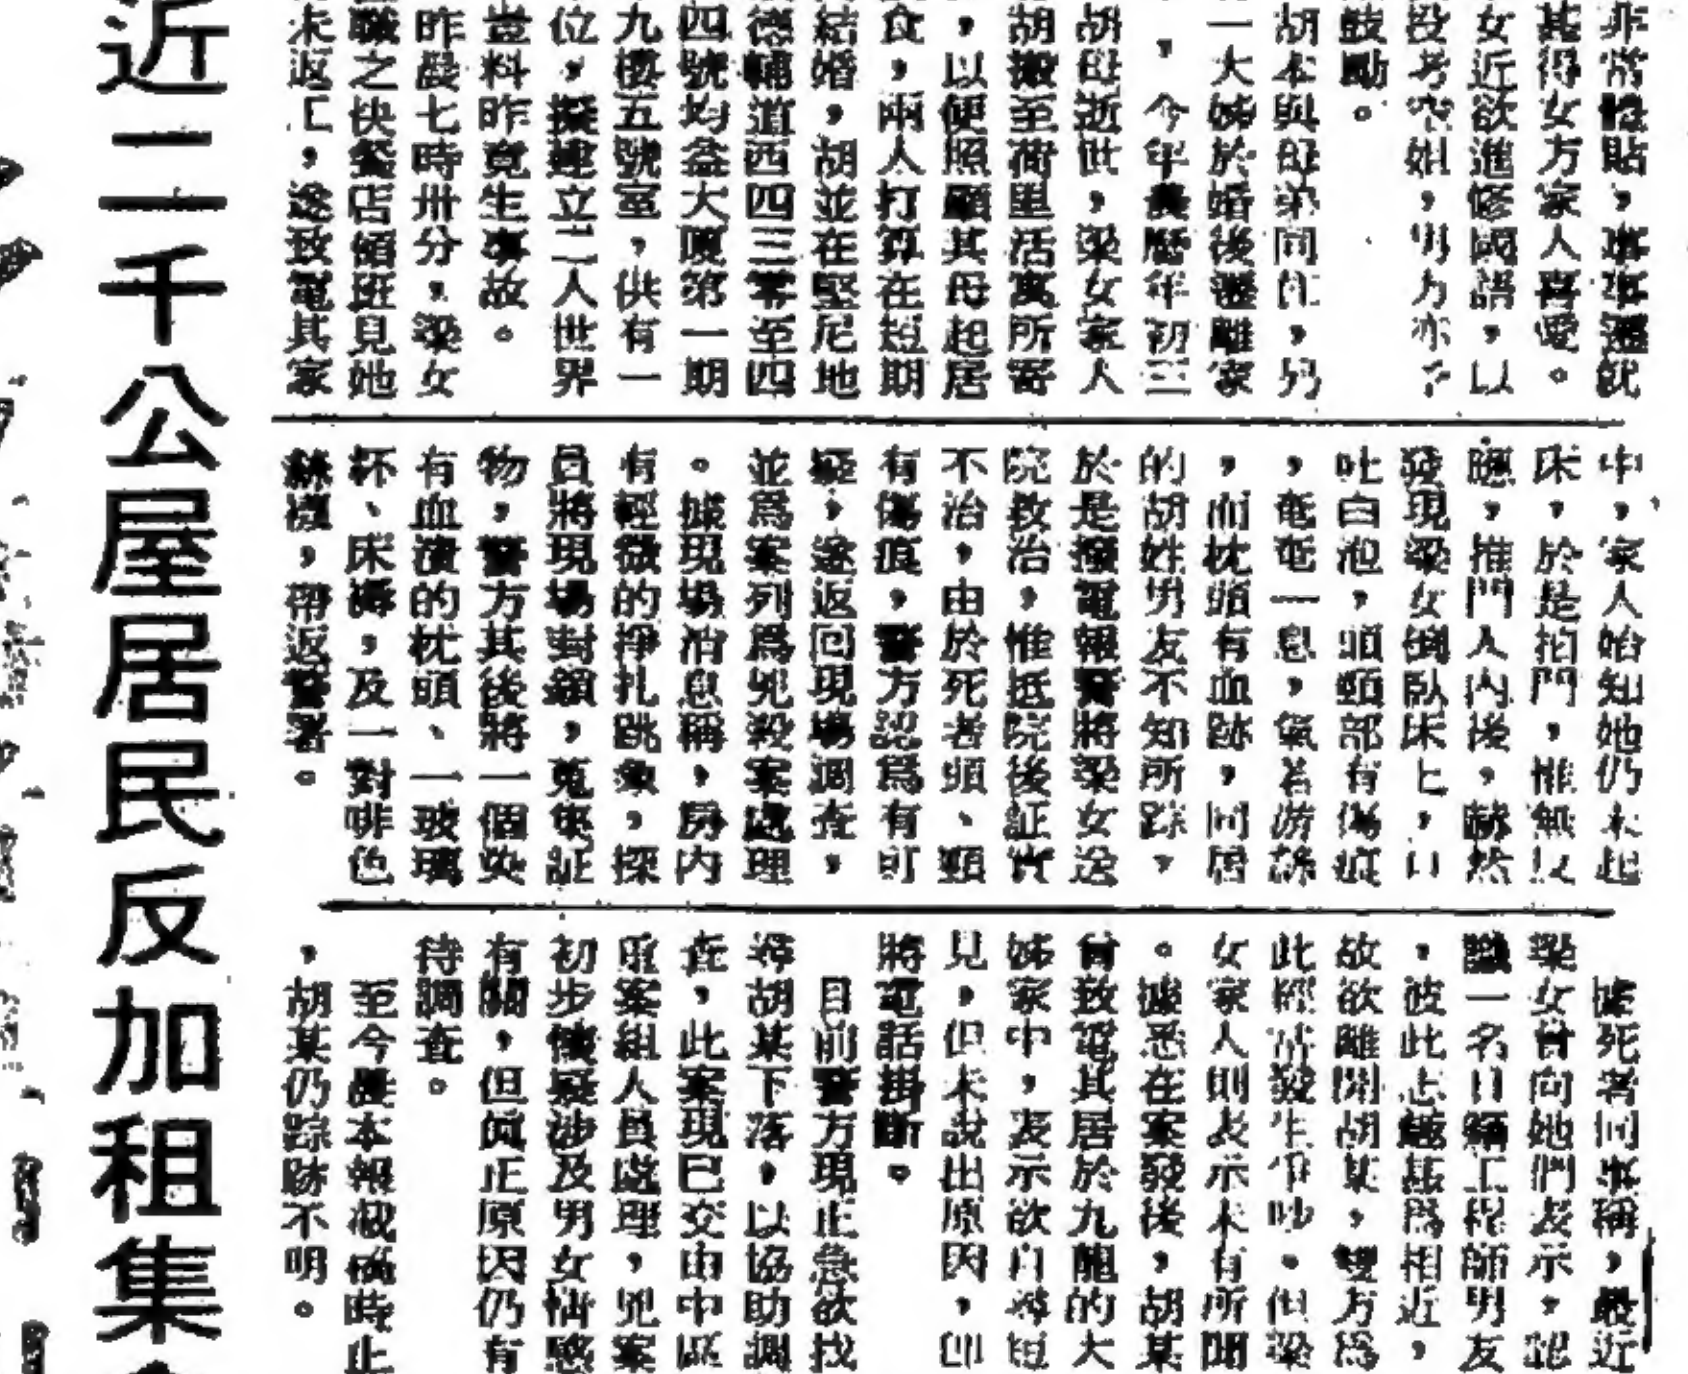 非常體貼，事事遷就
甚得女方家人喜愛。
女近欲進修國語，以
投考空姐，男方亦予
鼓勵。
胡本與母弟同住，另
一大姊於婚後遷離家
，今年農曆年初三
胡母逝世，梁女家人
胡搬至荷里活寓所寄
，以便照顧其母起居
食，兩人打算在短期
結婚，胡並在堅尼地
德輔道西四三零至四
四號均益大廈第一期
九樓五號室，供有一
位，擬建立二人世界
豈料昨竟生事故。
昨晨七時卅分，梁女
職之快餐店領班見她
未返工，遂致電其家
中，家人始知她仍未起
床，於是拍門，惟無反
應，推門入內後，赫然
發現梁女倒臥床上，口
吐白泡，頭頸部有傷痕
，奄奄一息，氣若游絲
，而枕頭有血跡，同居
的胡姓男友不知所踪，
於是撥電報警將梁女送
院救治，惟抵院後証實
不治，由於死者頭、頸
有傷痕，警方認為有可
疑，遂返回現場調查，
並為案列為兇殺案處理
。據現場消息稱，房內
有輕微的掙扎跳象，探
員將現場封鎖，蒐集証
物，警方其後將一個染
有血漬的枕頭、一玻璃
杯、床褥，及一對啡色
絲襪，帶返警署。
據死者同事稱，最近
梁女曾向她們表示，認
識一名日籍工程師男友
，彼此志趣甚為相近，
故欲離開胡某，雙方為
此經常發生爭吵。但梁
女家人則表示未有所聞
。據悉在案發後，胡某
曾致電其居於九龍的大
姊家中，表示欲自尋短
見，但未說出原因，即
將電話掛斷。
目前警方現正急欲找
尋胡某下落，以協助調
查，此案現已交由中區
重案組人員處理，兇案
初步懷疑涉及男女情感
有關，但眞正原因仍有
待調查。
至今晨本報截稿時止
，胡某仍踪跡不明。
近二千公屋居民反加租集